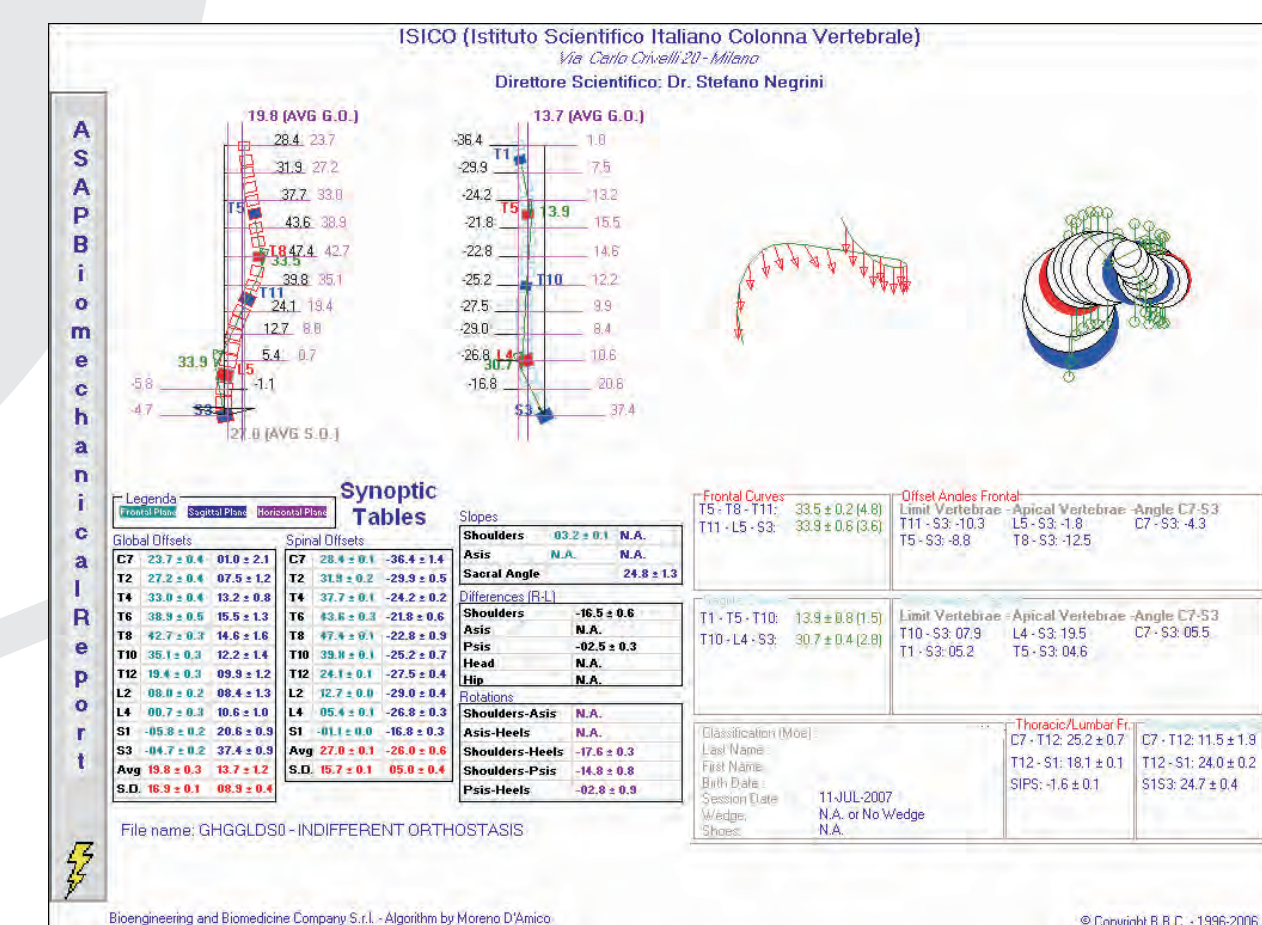 ISICO (Istituto Scientifico Italiano Colonna Vertebrale)
Via Carlo Crivelli 20 - Milano
Direttore Scientifico: Dr. Stefano Negrini
ASAP Biomechanical Report
19.8 (AVG G.O.)
28.4 23.7
31.9 27.2
37.7 33.0
T5
43.6 38.9
T8 47.4 42.7
33.5
39.8 35.1
T11
24.1 19.4
12.7 8.0
5.4 0.7
33.9
L5
-5.8 -1.1
-4.7 S3
27.0 (AVG S.O.)
13.7 (AVG G.O.)
-36.4 1.0
T1
-29.9 7.5
-24.2 13.2
T5 13.9
-21.8 15.5
-22.8 14.6
-25.2 T10 12.2
-27.5 9.9
-29.0 8.4
-26.8 L4 10.6
30.7
-16.8 20.6
S3 37.4
Synoptic
Tables
Legenda
Frontal Plane Sagittal Plane Horizontal Plane
Global Offsets
C7 23.7 ± 0.4 01.0 ± 2.1
T2 27.2 ± 0.4 07.5 ± 1.2
T4 33.0 ± 0.4 13.2 ± 0.8
T6 38.9 ± 0.5 15.5 ± 1.3
T8 42.7 ± 0.3 14.6 ± 1.6
T10 35.1 ± 0.3 12.2 ± 1.4
T12 19.4 ± 0.3 09.9 ± 1.2
L2 08.0 ± 0.2 08.4 ± 1.3
L4 00.7 ± 0.3 10.6 ± 1.0
S1 -05.8 ± 0.2 20.6 ± 0.9
S3 -04.7 ± 0.2 37.4 ± 0.9
Avg 19.8 ± 0.3 13.7 ± 1.2
S.D. 16.9 ± 0.1 08.9 ± 0.4
Spinal Offsets
C7 28.4 ± 0.1 -36.4 ± 1.4
T2 31.9 ± 0.2 -29.9 ± 0.5
T4 37.7 ± 0.1 -24.2 ± 0.2
T6 43.6 ± 0.3 -21.8 ± 0.6
T8 47.4 ± 0.1 -22.8 ± 0.9
T10 39.8 ± 0.1 -25.2 ± 0.7
T12 24.1 ± 0.1 -27.5 ± 0.4
L2 12.7 ± 0.0 -29.0 ± 0.4
L4 05.4 ± 0.1 -26.8 ± 0.3
S1 -01.1 ± 0.0 -16.8 ± 0.3
Avg 27.0 ± 0.1 -26.0 ± 0.6
S.D. 15.7 ± 0.1 05.0 ± 0.4
Slopes
Shoulders 03.2 ± 0.1 N.A.
Asis N.A. N.A.
Sacral Angle 24.8 ± 1.3
Differences (R-L)
Shoulders -16.5 ± 0.6
Asis N.A.
Psis -02.5 ± 0.3
Head N.A.
Hip N.A.
Rotations
Shoulders-Asis N.A.
Asis-Heels N.A.
Shoulders-Heels -17.6 ± 0.3
Shoulders-Psis -14.8 ± 0.8
Psis-Heels -02.8 ± 0.9
Frontal Curves
T5 - T8 - T11: 33.5 ± 0.2 (4.8)
T11 - L5 - S3: 33.9 ± 0.6 (3.6)
Offset Angles Frontal
Limit Vertebrae - Apical Vertebrae - Angle C7-S3
T11 - S3: -10.3 L5 - S3: -1.8 C7 - S3: -4.3
T5 - S3: -8.8 T8 - S3: -12.5
T1 - T5 - T10: 13.9 ± 0.8 (1.5)
T10 - L4 - S3: 30.7 ± 0.4 (2.8)
Limit Vertebrae - Apical Vertebrae - Angle C7-S3
T10 - S3: 07.9 L4 - S3: 19.5 C7 - S3: 05.5
T1 - S3: 05.2 T5 - S3: 04.6
Classification (Moe)
Last Name
First Name
Birth Date
Session Date 11-JUL-2007
Wedge: N.A. or No Wedge
Shoes: N.A.
Thoracic/Lumbar Fr.
C7 - T12: 25.2 ± 0.7
T12 - S1: 18.1 ± 0.1
SIPS: -1.6 ± 0.1
C7 - T12: 11.5 ± 1.9
T12 - S1: 24.0 ± 0.2
S1S3: 24.7 ± 0.4
File name: GHGGLDS0 - INDIFFERENT ORTHOSTASIS
Bioengineering and Biomedicine Company S.r.l. - Algorithm by Moreno D'Amico
© Copyright B.B.C. - 1996-2006